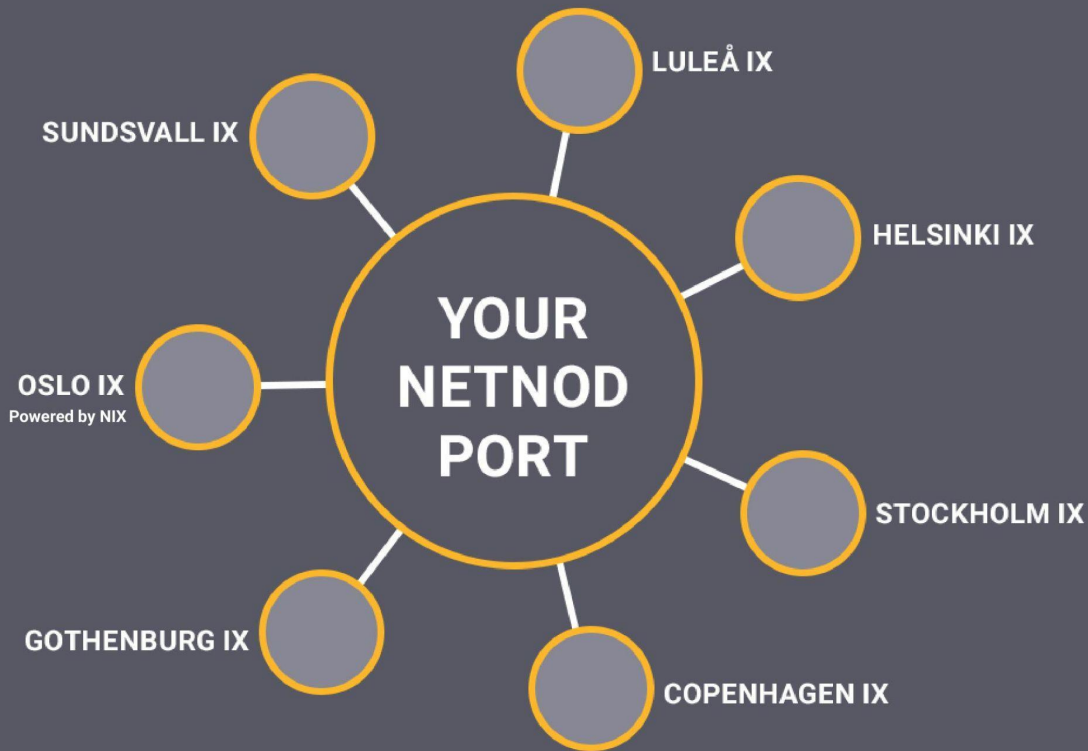 LULEÅ IX
SUNDSVALL IX
HELSINKI IX
YOUR
NETNOD
PORT
OSLO IX
Powered by NIX
STOCKHOLM IX
GOTHENBURG IX
COPENHAGEN IX